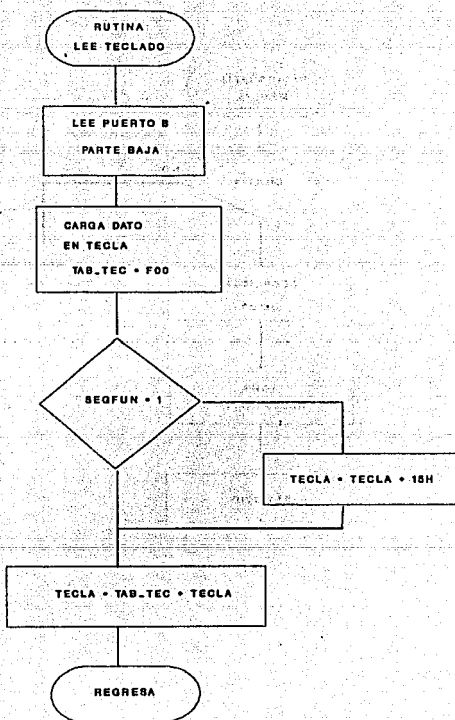 RUTINA
LEE TECLADO
LEE PUERTO B
PARTE BAJA
CARGA DATO
EN TECLA
TAB_TEC = F00
SEGFUN = 1
TECLA = TECLA + 15H
TECLA = TAB_TEC + TECLA
REGRESA